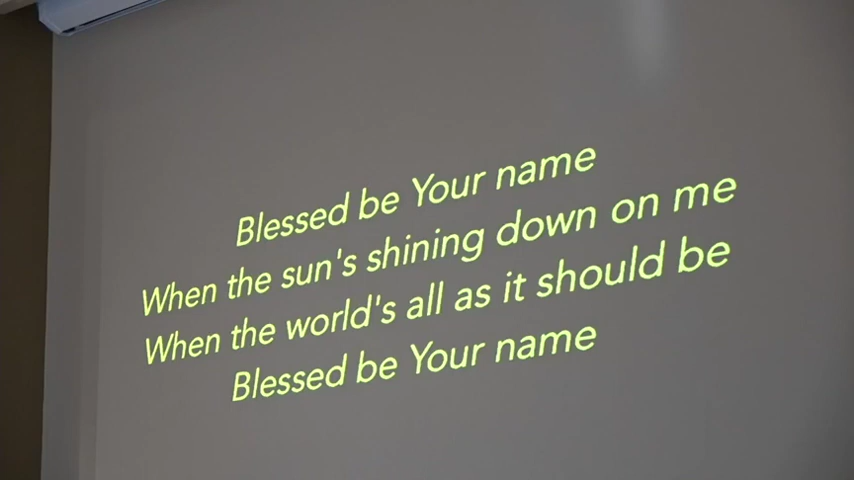 Blessed be Your name
When the sun's shining down on me
When the world's all as it should be
Blessed be Your name